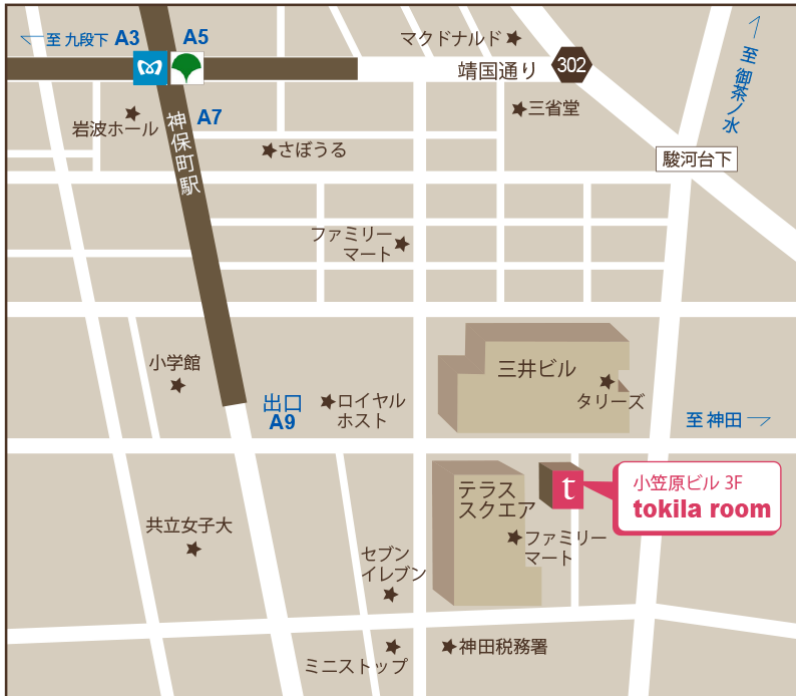 至 九段下 A3
A5
マクドナルド
靖国通り
302
至 御茶ノ水
岩波ホール
A7
三省堂
さぼうる
神保町駅
駿河台下
ファミリー
マート
小学館
三井ビル
タリーズ
出口
A9
ロイヤル
ホスト
至 神田
テラス
スクエア
t
小笠原ビル 3F
tokila room
共立女子大
ファミリー
マート
セブン
イレブン
ミニストップ
神田税務署